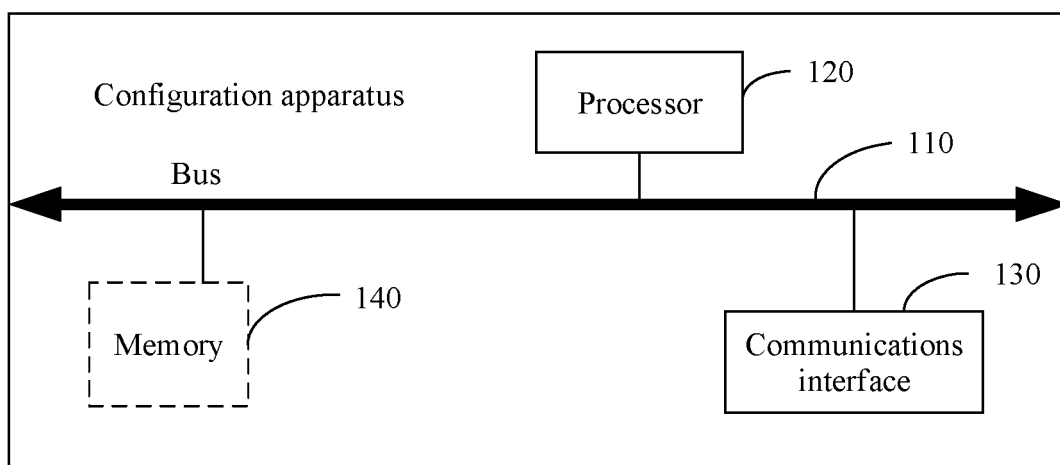 120
Configuration apparatus
Processor
110
Bus
130
140
Memory
Communications
interface